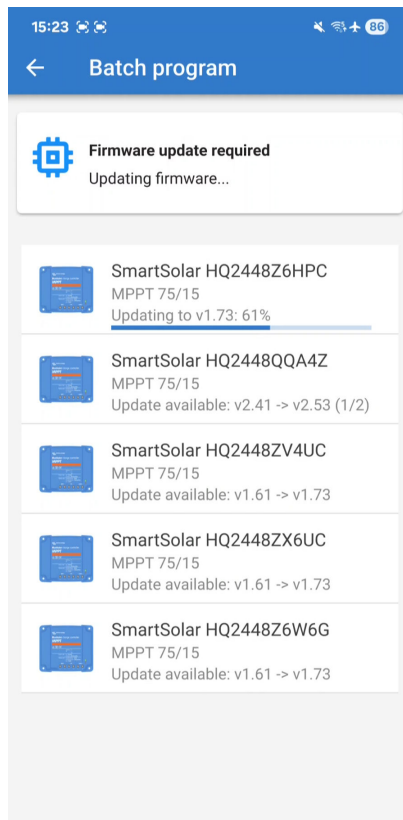 15:23 86
Batch program
Firmware update required
Updating firmware...
SmartSolar HQ2448Z6HPC
MPPT 75/15
Updating to v1.73: 61%
SmartSolar HQ2448QQA4Z
MPPT 75/15
Update available: v2.41 -> v2.53 (1/2)
SmartSolar HQ2448ZV4UC
MPPT 75/15
Update available: v1.61 -> v1.73
SmartSolar HQ2448ZX6UC
MPPT 75/15
Update available: v1.61 -> v1.73
SmartSolar HQ2448Z6W6G
MPPT 75/15
Update available: v1.61 -> v1.73